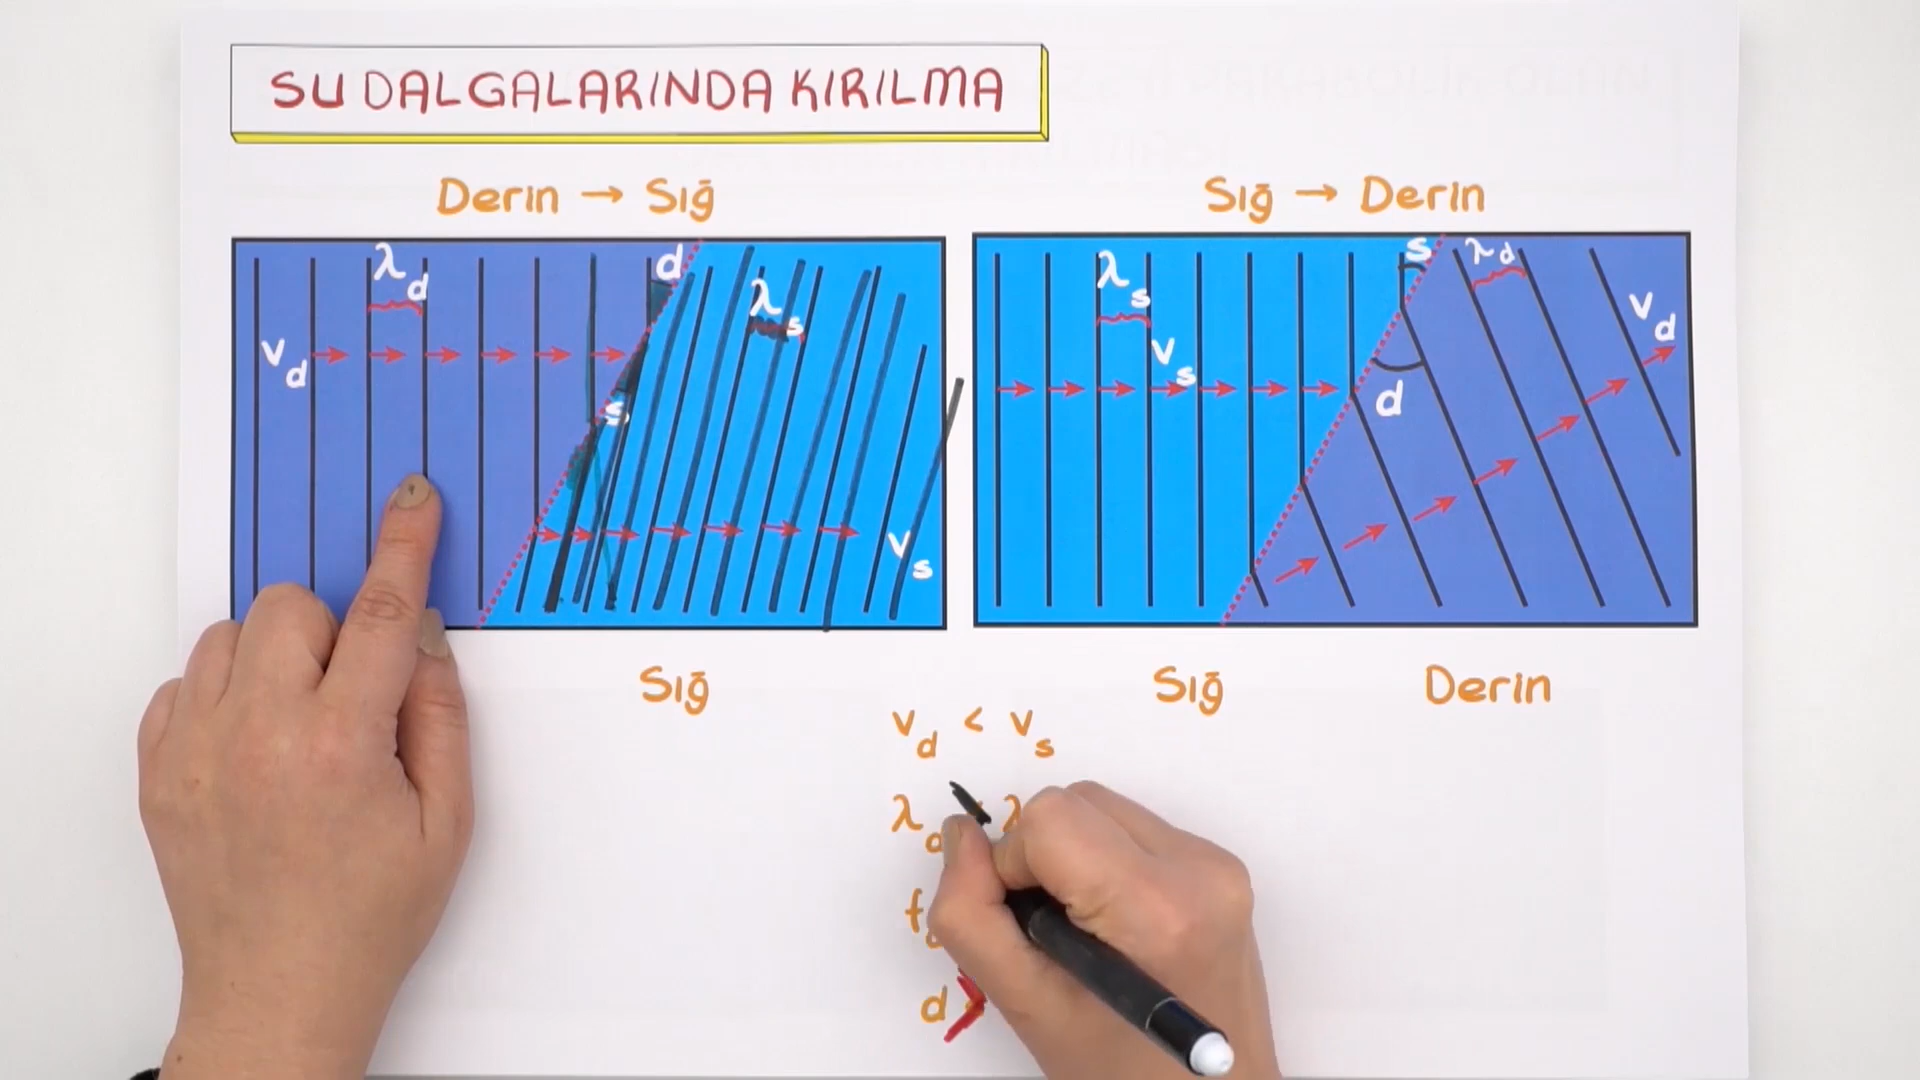 SU DALGALARINDA KIRILMA
Derin → Sığ
Sığ → Derin
λd
d
λs
vd
s
vs
λs
s
λd
vd
vs
d
Sığ
Sığ
Derin
vd < vs
λ λ
f
d >